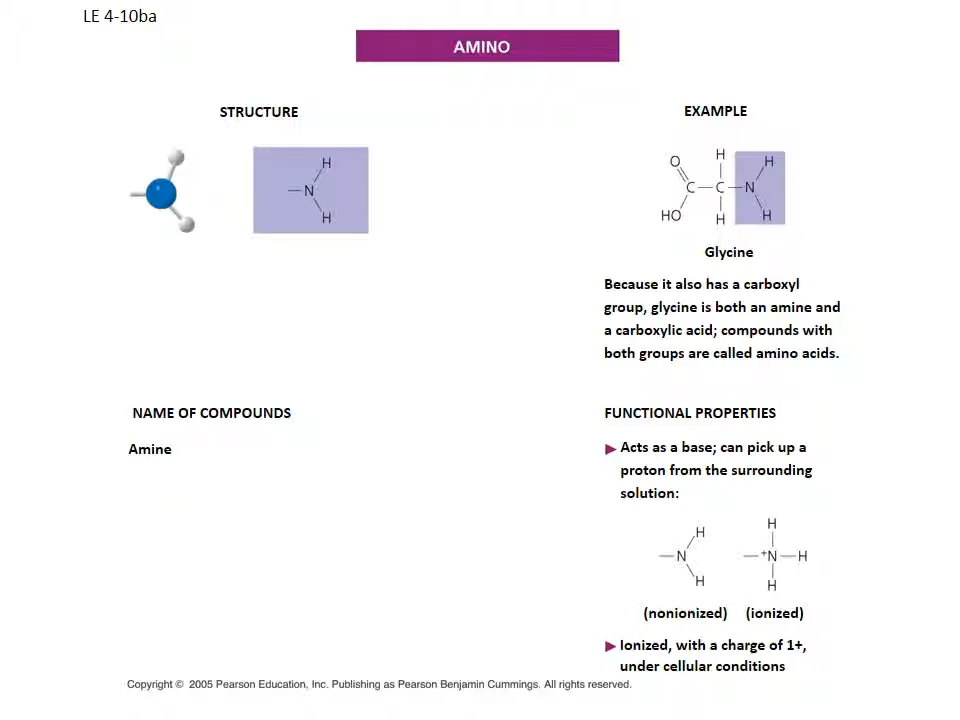 LE 4-10ba
AMINO
STRUCTURE
EXAMPLE
H
N
H
O
H
H
C
C
N
HO
H
H
Glycine
Because it also has a carboxyl
group, glycine is both an amine and
a carboxylic acid; compounds with
both groups are called amino acids.
NAME OF COMPOUNDS
Amine
FUNCTIONAL PROPERTIES
Acts as a base; can pick up a
proton from the surrounding
solution:
H
N
H
H
+N
H
H
(nonionized)
(ionized)
Ionized, with a charge of 1+,
under cellular conditions
Copyright © 2005 Pearson Education, Inc. Publishing as Pearson Benjamin Cummings. All rights reserved.